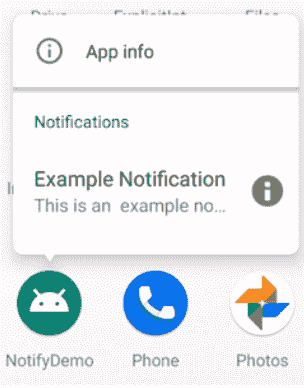 App info
Notifications
Example Notification
This is an example no...
NotifyDemo
Phone
Photos